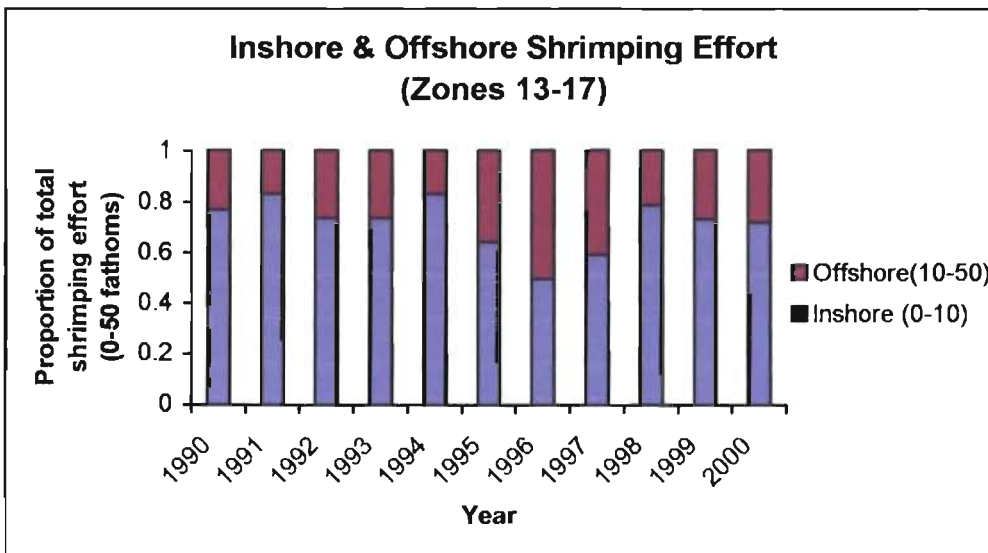 Inshore & Offshore Shrimping Effort
(Zones 13-17)
Proportion of total
shrimping effort
(0-50 fathoms)
1
0.8
0.6
0.4
0.2
0
Offshore(10-50)
Inshore (0-10)
1990
1991
1992
1993
1994
1995
1996
1997
1998
1999
2000
Year